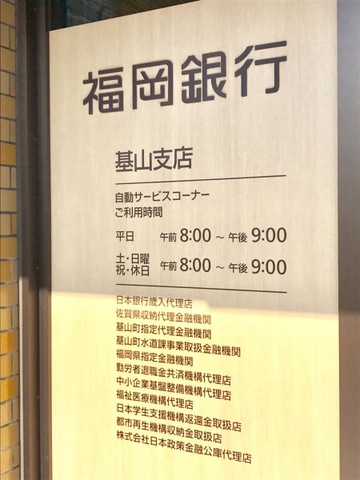 福岡銀行
基山支店
自動サービスコーナー
ご利用時間
平日 午前 8:00 ~ 午後 9:00
土・日曜
祝・休日 午前 8:00 ~ 午後 9:00
日本銀行歳入代理店
佐賀県収納代理金融機関
基山町指定代理金融機関
基山町水道課事業取扱金融機関
福岡県指定金融機関
勤労者退職金共済機構代理店
中小企業基盤整備機構代理店
福祉医療機構代理店
日本学生支援機構返還金取扱店
都市再生機構収納金取扱店
株式会社日本政策金融公庫代理店